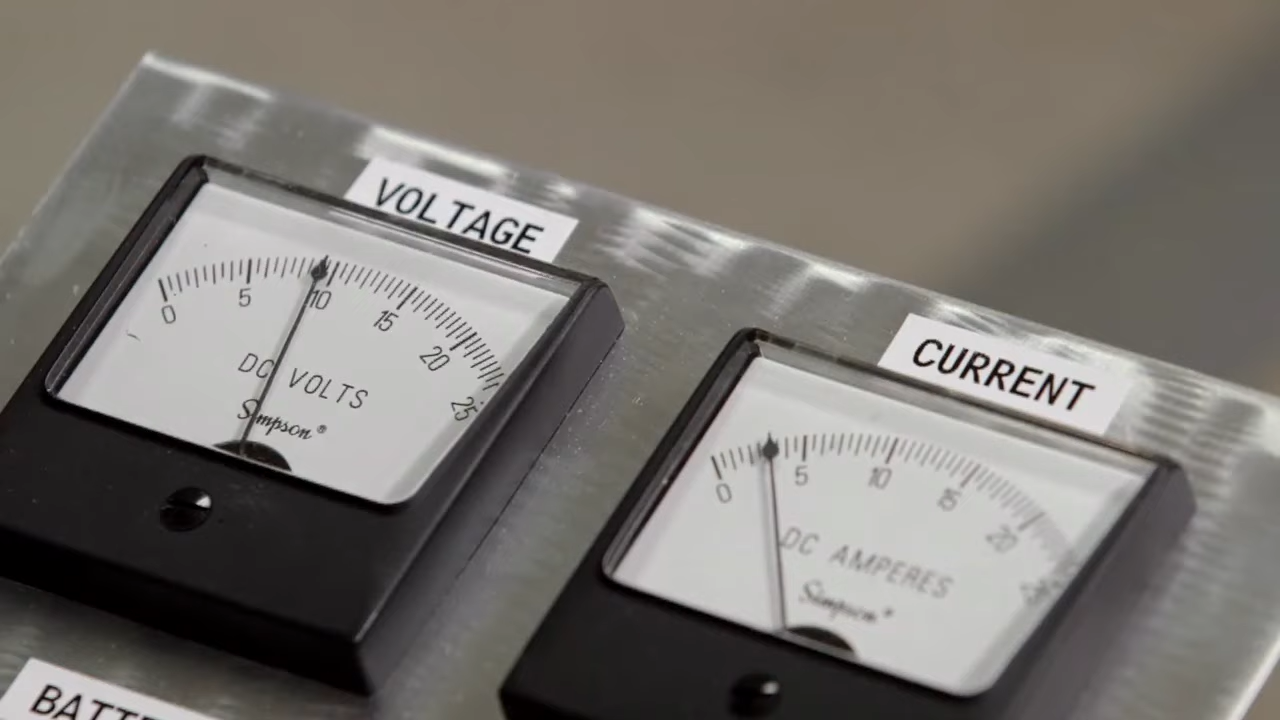 VOLTAGE
0 5 10 15 20 25
DC VOLTS
Simpson®
CURRENT
0 5 10 15 20
DC AMPERES
Simpson®